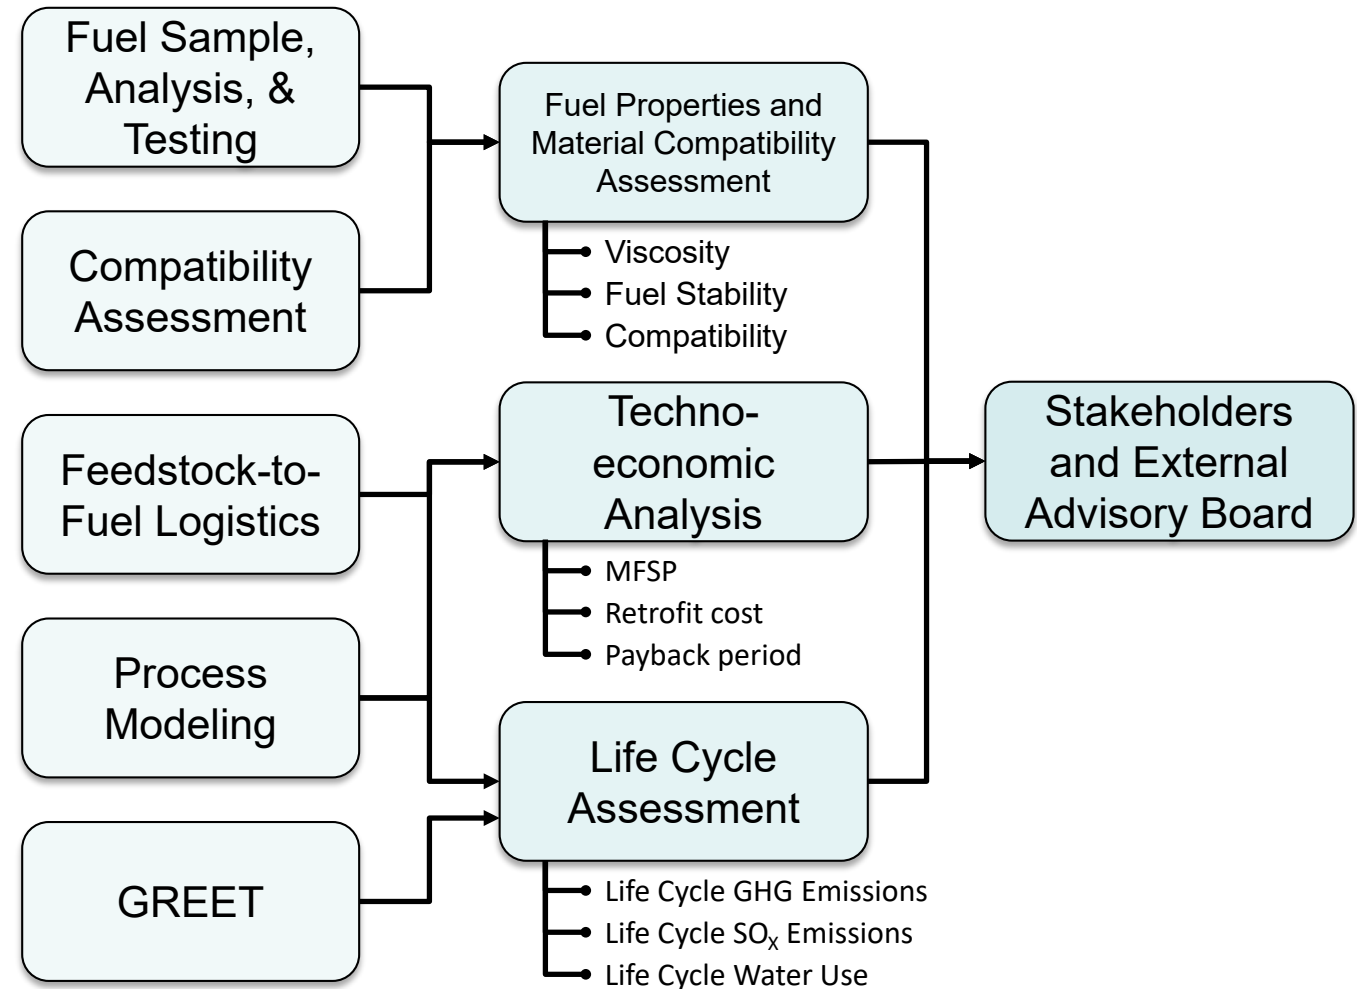 Fuel Sample,
Analysis, &
Testing
Compatibility
Assessment
Feedstock-to-
Fuel Logistics
Process
Modeling
GREET
Fuel Properties and
Material Compatibility
Assessment
Viscosity
Fuel Stability
Compatibility
Techno-
economic
Analysis
MFSP
Retrofit cost
Payback period
Life Cycle
Assessment
Life Cycle GHG Emissions
Life Cycle SOₓ Emissions
Life Cycle Water Use
Stakeholders
and External
Advisory Board